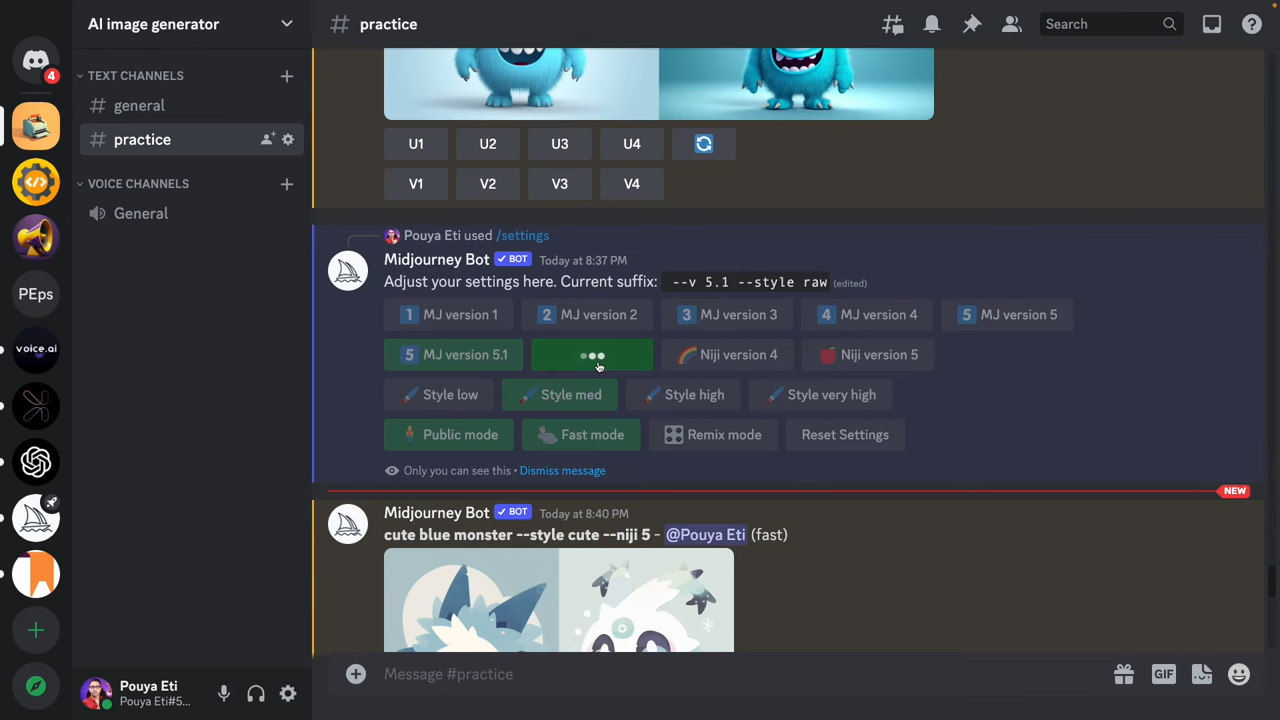 AI image generator
# practice
Search
4
TEXT CHANNELS
# general
# practice
VOICE CHANNELS
General
PEps
voice.ai
U1 U2 U3 U4
V1 V2 V3 V4
Pouya Eti used /settings
Midjourney Bot ✓ BOT Today at 8:37 PM
Adjust your settings here. Current suffix: --v 5.1 --style raw (edited)
1 MJ version 1 2 MJ version 2 3 MJ version 3 4 MJ version 4 5 MJ version 5
5 MJ version 5.1 Niji version 4 Niji version 5
Style low Style med Style high Style very high
Public mode Fast mode Remix mode Reset Settings
Only you can see this • Dismiss message
NEW
Midjourney Bot ✓ BOT Today at 8:40 PM
cute blue monster --style cute --niji 5 - @Pouya Eti (fast)
Message #practice
GIF
Pouya Eti
Pouya Eti#5...